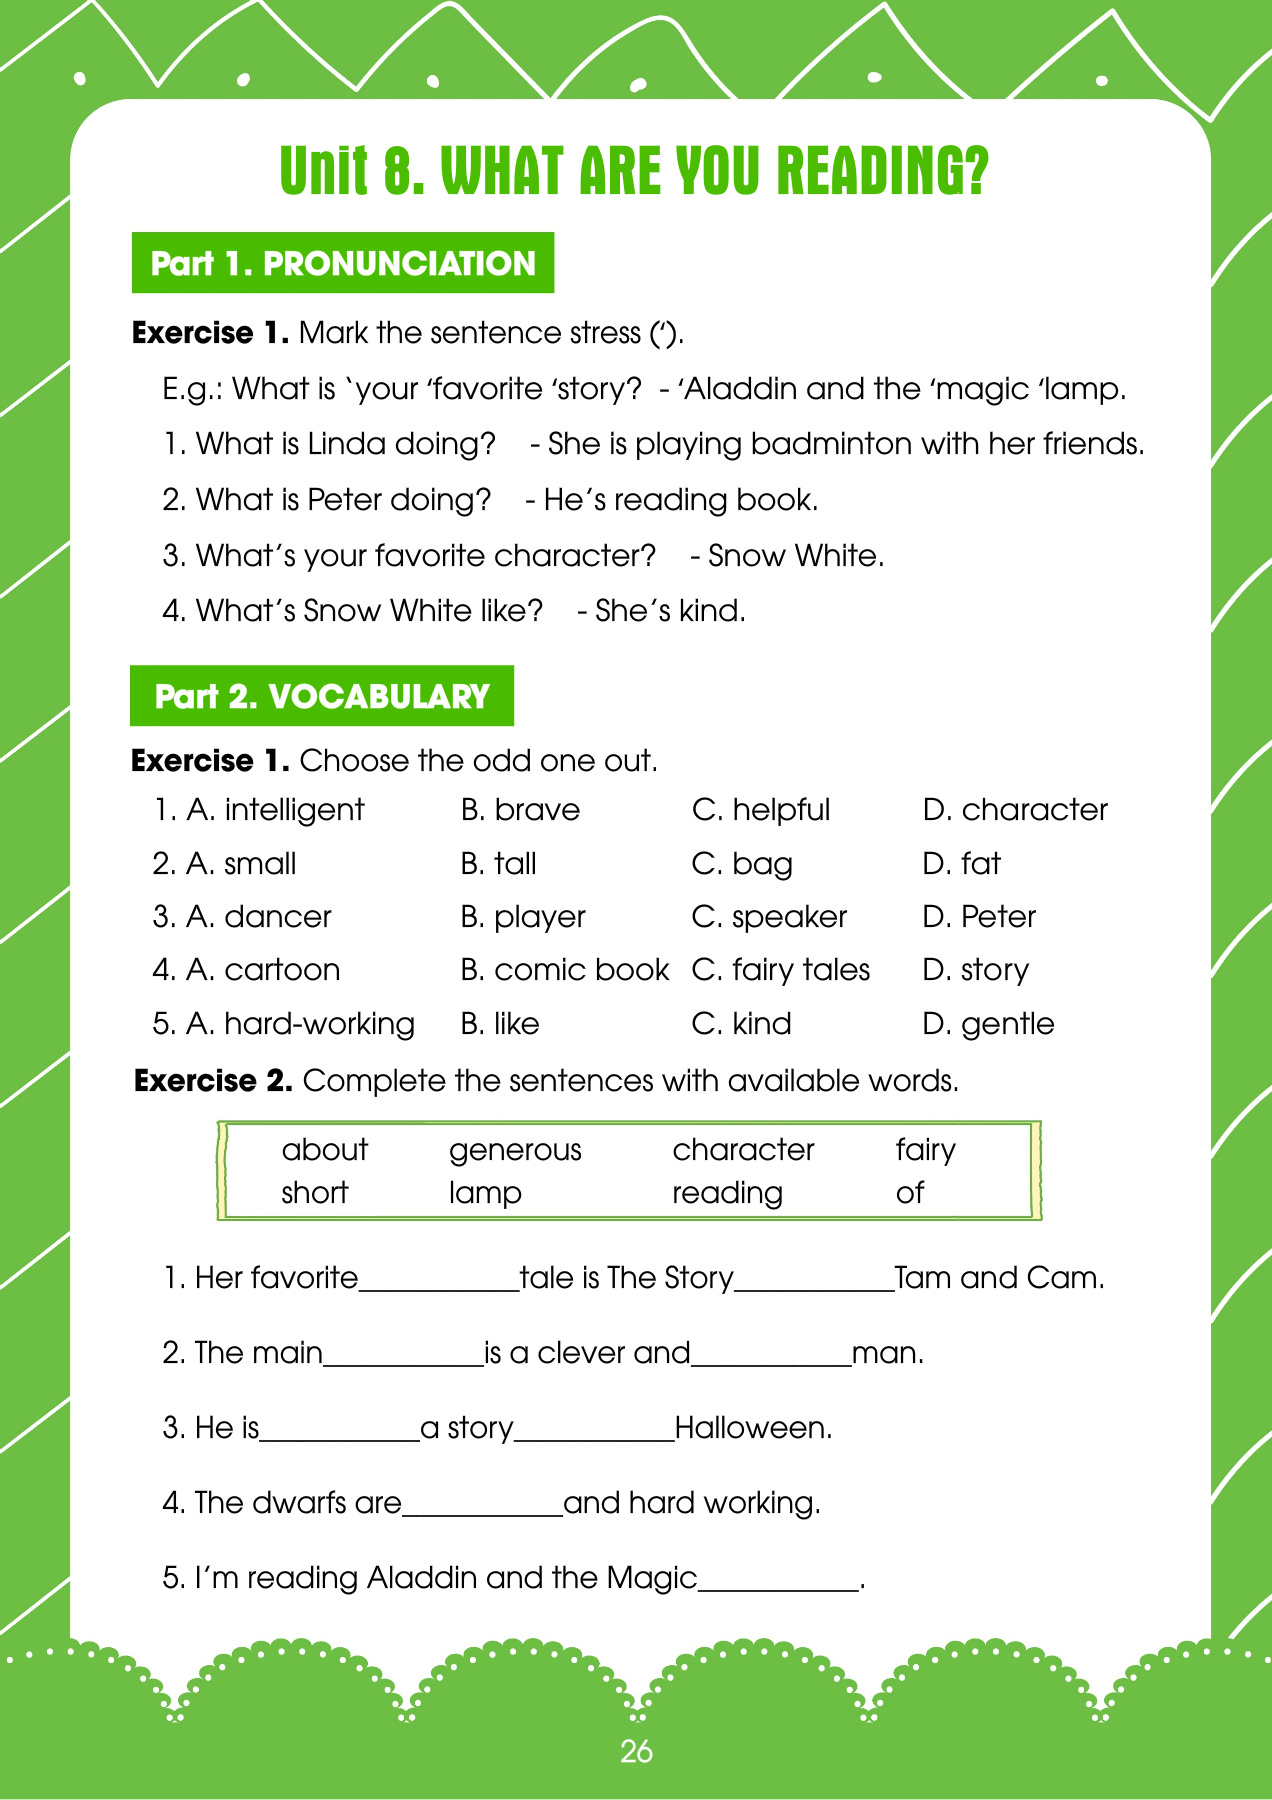 Unit 8. WHAT ARE YOU READING?
Part 1. PRONUNCIATION
Exercise 1. Mark the sentence stress (‘).
E.g.: What is `your ‘favorite ‘story? - ‘Aladdin and the ‘magic ‘lamp.
1. What is Linda doing? - She is playing badminton with her friends.
2. What is Peter doing? - He’s reading book.
3. What’s your favorite character? - Snow White.
4. What’s Snow White like? - She’s kind.
Part 2. VOCABULARY
Exercise 1. Choose the odd one out.
1. A. intelligent B. brave C. helpful D. character
2. A. small B. tall C. bag D. fat
3. A. dancer B. player C. speaker D. Peter
4. A. cartoon B. comic book C. fairy tales D. story
5. A. hard-working B. like C. kind D. gentle
Exercise 2. Complete the sentences with available words.
about generous character fairy
short lamp reading of
1. Her favorite__________tale is The Story__________Tam and Cam.
2. The main__________is a clever and__________man.
3. He is__________a story__________Halloween.
4. The dwarfs are__________and hard working.
5. I’m reading Aladdin and the Magic__________.
26